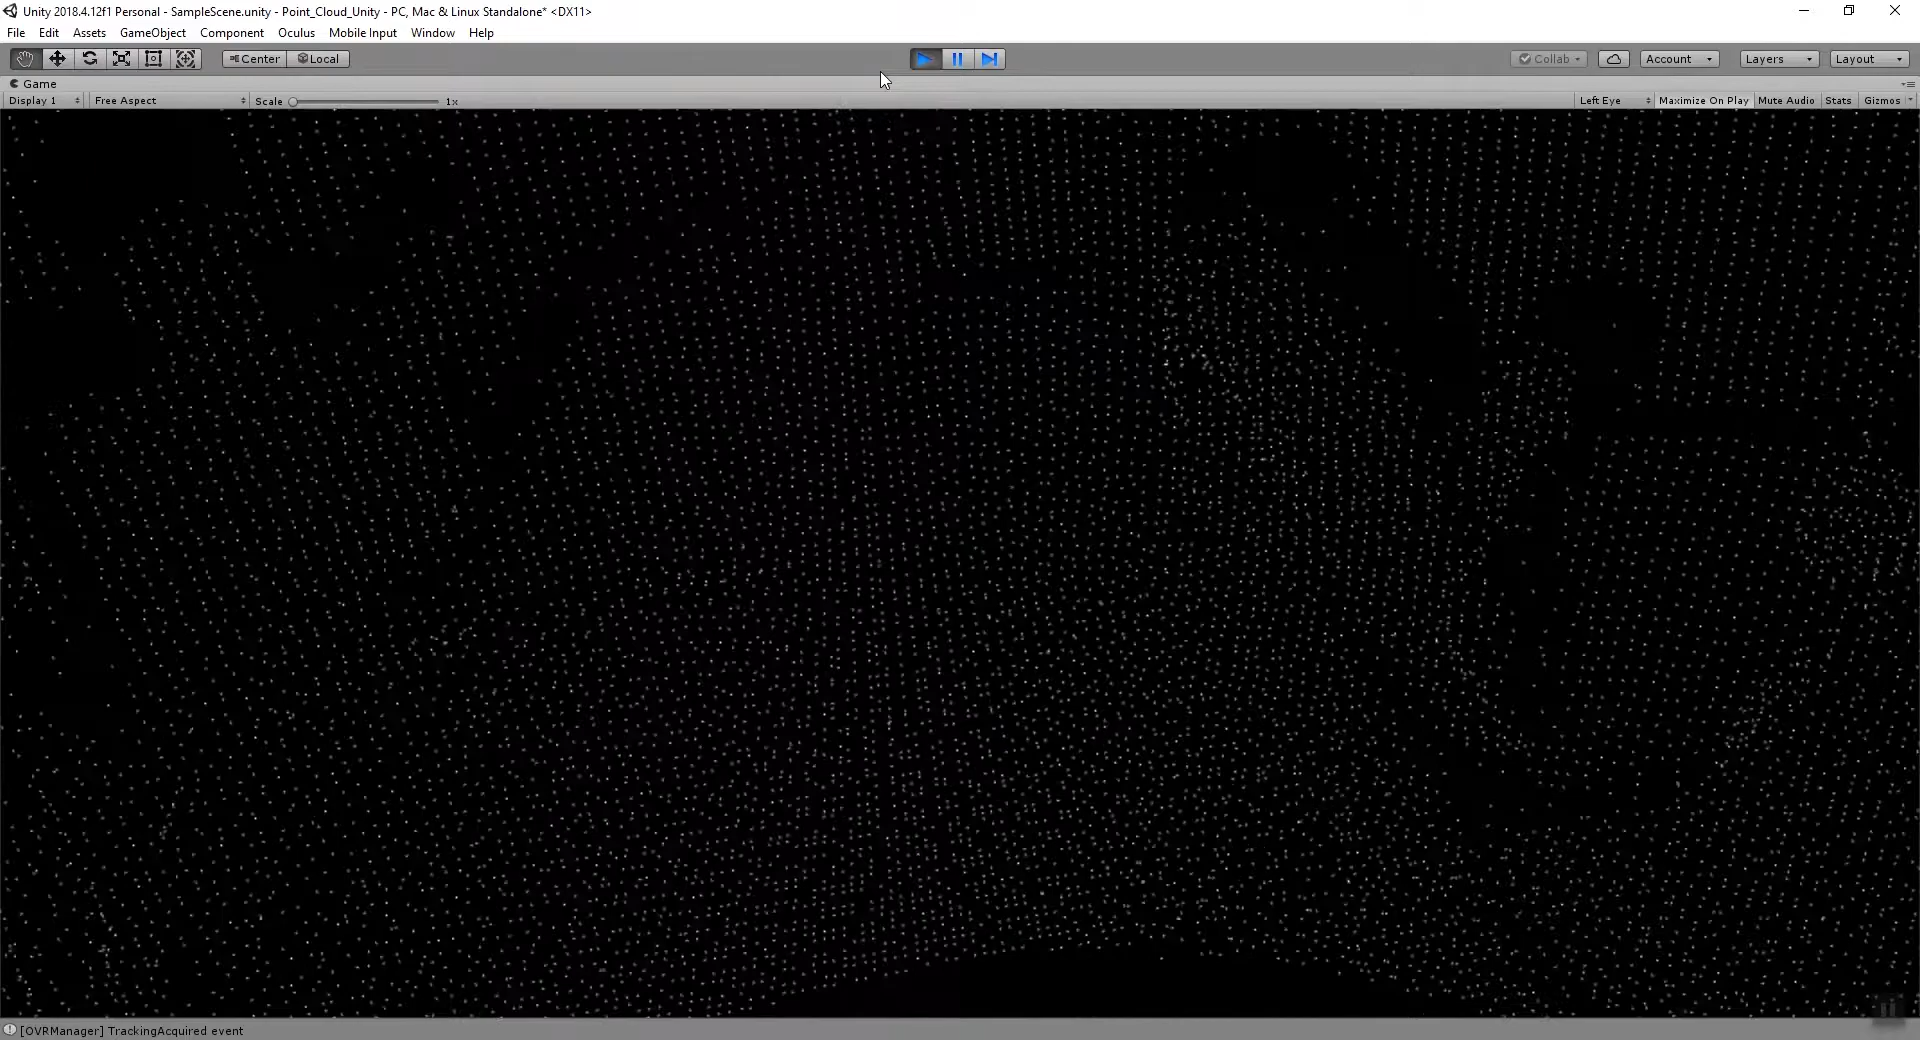 Unity 2018.4.12f1 Personal - SampleScene.unity - Point_Cloud_Unity - PC, Mac & Linux Standalone* <DX11>
File Edit Assets GameObject Component Oculus Mobile Input Window Help
Center Local Collab Account Layers Layout
Game
Display 1 Free Aspect Scale 1x Left Eye Maximize On Play Mute Audio Stats Gizmos
[OVRManager] TrackingAcquired event